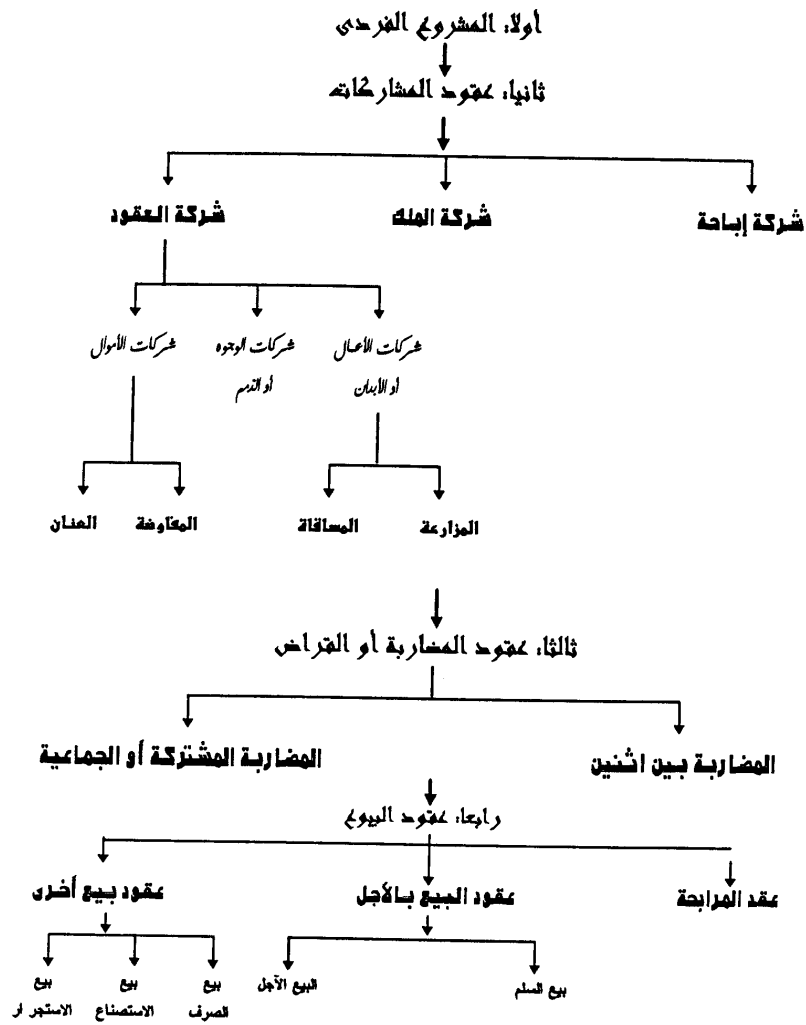 أولا: المشروع الفردى
ثانيا: عقود المشاركات
شركة إباحة
شركة الملك
شركة العقود
شركات الأعمال
أو الأبدان
شركات الوجوه
أو الذمم
شركات الأموال
المزارعة
المساقاة
المفاوضة
العنان
ثالثا: عقود المضاربة أو القراض
المضاربة بين اثنين
المضاربة المشتركة أو الجماعية
رابعا: عقود البيوع
عقد المرابحة
عقود البيع بالأجل
عقود بيع أخرى
بيع السلم
البيع الآجل
بيع
الصرف
بيع
الاستصناع
بيع
الاستجرار